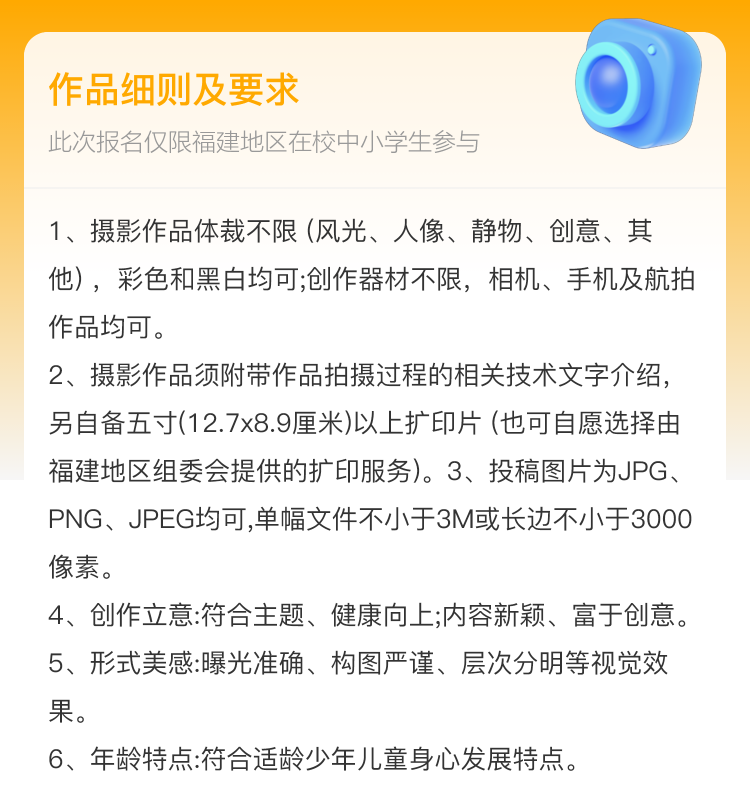 作品细则及要求
此次报名仅限福建地区在校中小学生参与
1、摄影作品体裁不限 (风光、人像、静物、创意、其
他) ，彩色和黑白均可;创作器材不限，相机、手机及航拍
作品均可。
2、摄影作品须附带作品拍摄过程的相关技术文字介绍，
另自备五寸(12.7x8.9厘米)以上扩印片 (也可自愿选择由
福建地区组委会提供的扩印服务)。3、投稿图片为JPG、
PNG、JPEG均可,单幅文件不小于3M或长边不小于3000
像素。
4、创作立意:符合主题、健康向上;内容新颖、富于创意。
5、形式美感:曝光准确、构图严谨、层次分明等视觉效
果。
6、年龄特点:符合适龄少年儿童身心发展特点。